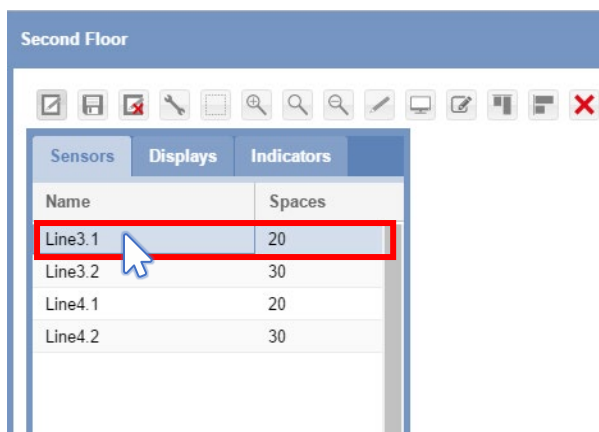 Second Floor
Sensors Displays Indicators
Name Spaces
Line3.1 20
Line3.2 30
Line4.1 20
Line4.2 30